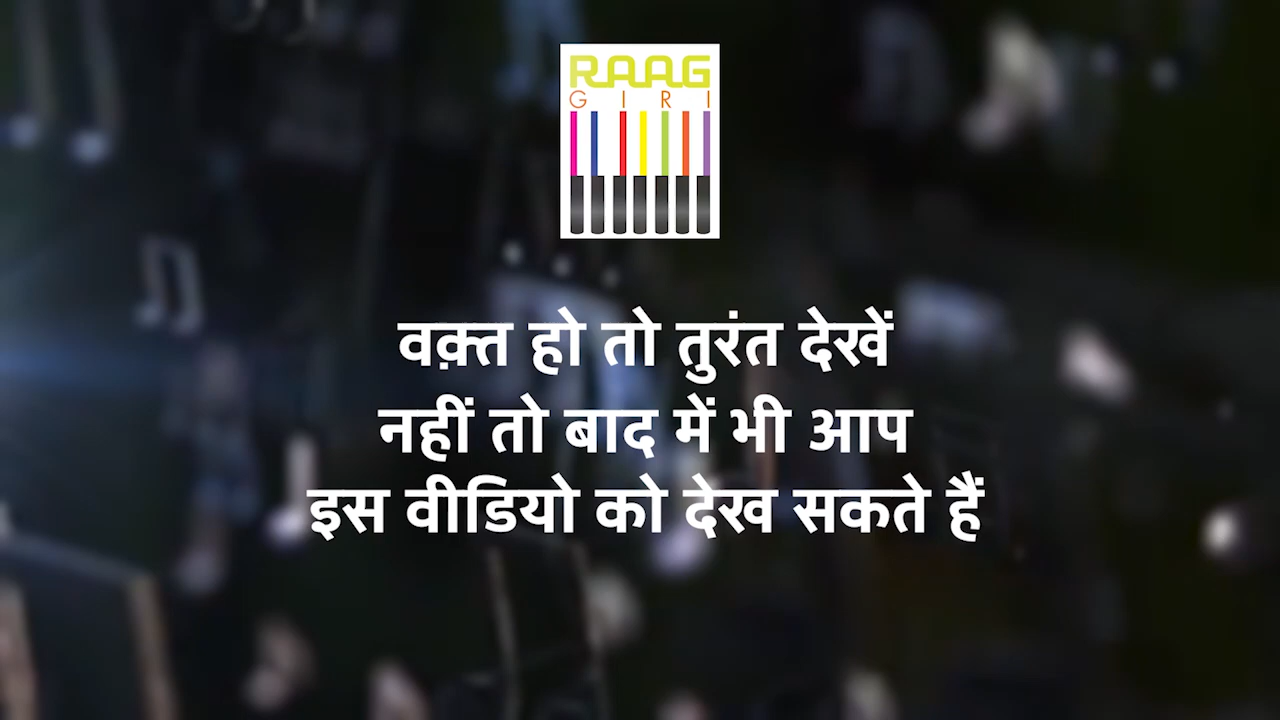 RAAG
GIRI
वक़्त हो तो तुरंत देखें
नहीं तो बाद में भी आप
इस वीडियो को देख सकते हैं